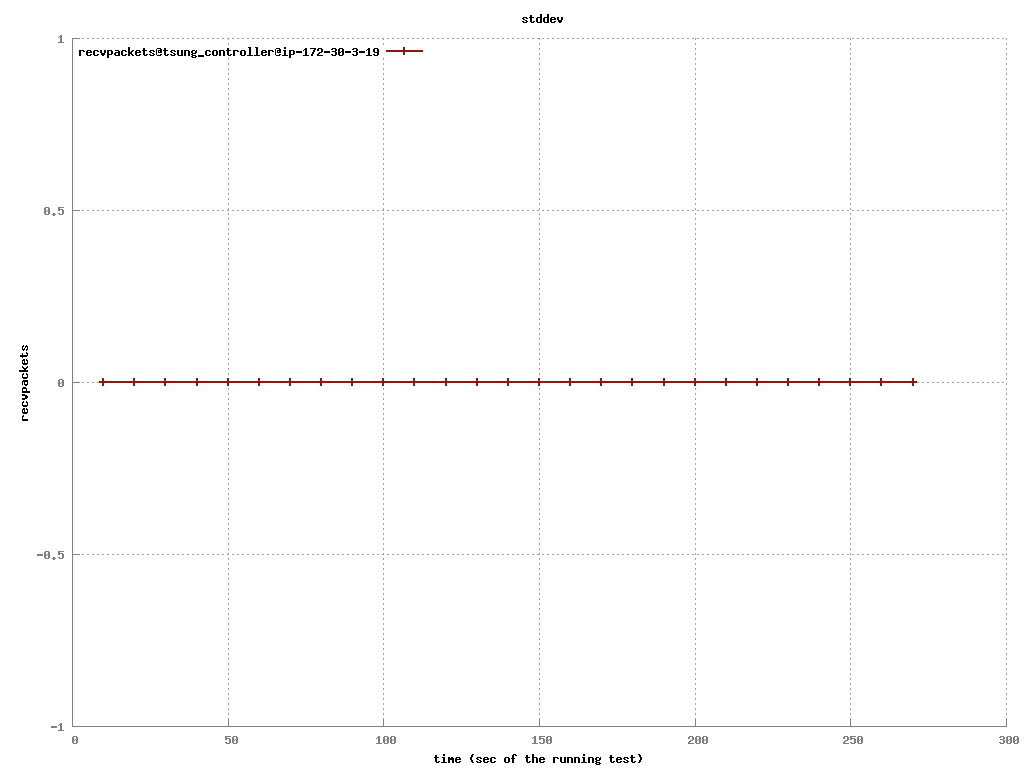 stddev
1
recvpackets@tsung_controller@ip-172-30-3-19
0.5
recvpackets
0
-0.5
-1
0 50 100 150 200 250 300
time (sec of the running test)